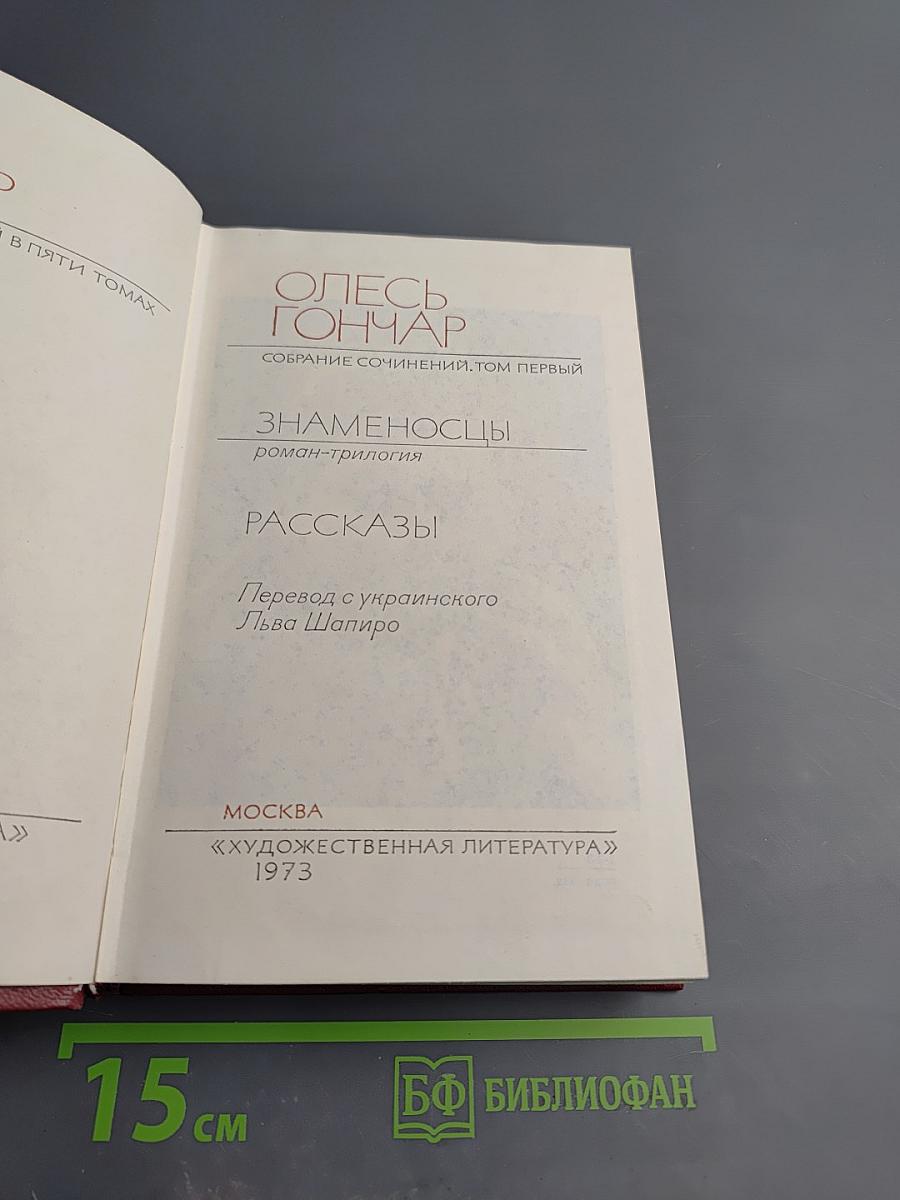 В ПЯТИ ТОМАХ
ОЛЕСЬ
ГОНЧАР
СОБРАНИЕ СОЧИНЕНИЙ. ТОМ ПЕРВЫЙ
ЗНАМЕНОСЦЫ
роман-трилогия
РАССКАЗЫ
Перевод с украинского
Льва Шапиро
МОСКВА
«ХУДОЖЕСТВЕННАЯ ЛИТЕРАТУРА»
1973
15 см
БФ БИБЛИОФАН